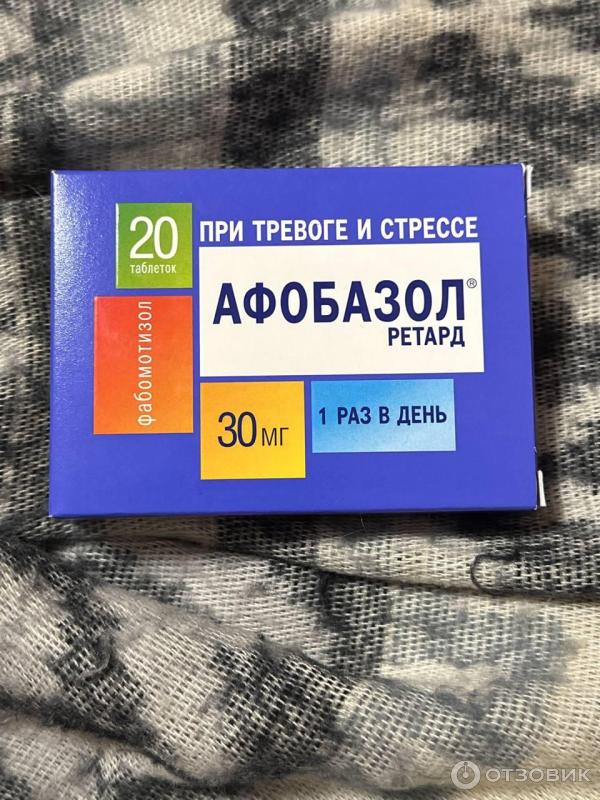 20
таблеток
ПРИ ТРЕВОГЕ И СТРЕССЕ
АФОБАЗОЛ®
РЕТАРД
фабомотизол
30 мг
1 РАЗ В ДЕНЬ
ОТЗОВИК